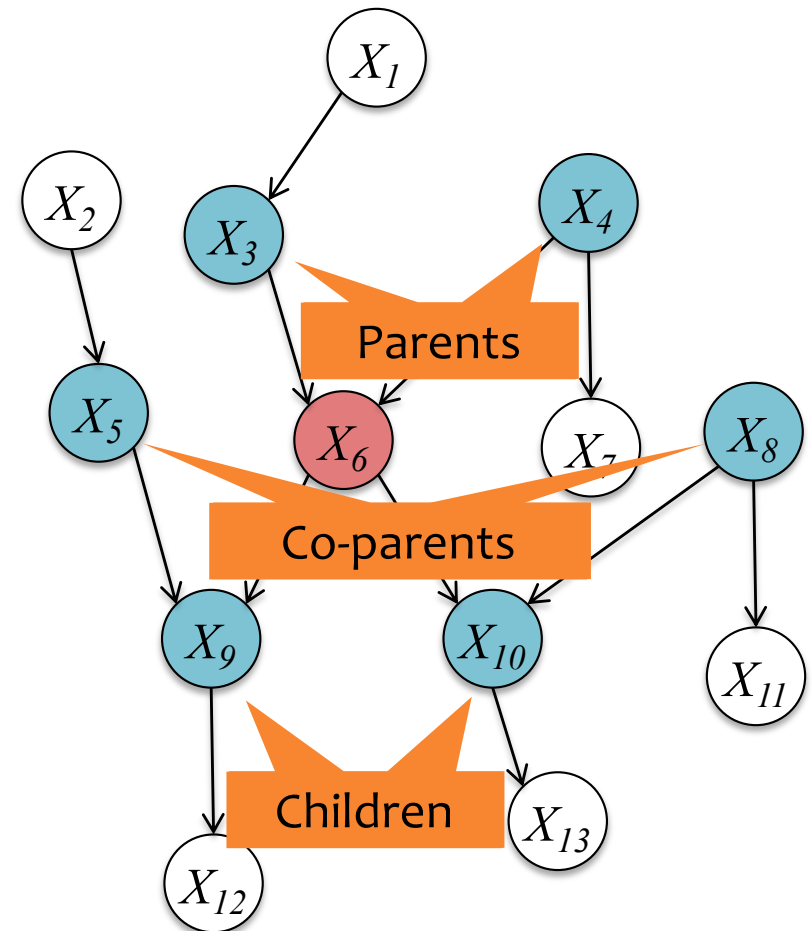 X1
X2
X3
X4
Parents
X5
X6
X7
X8
Co-parents
X9
X10
X11
Children
X12
X13